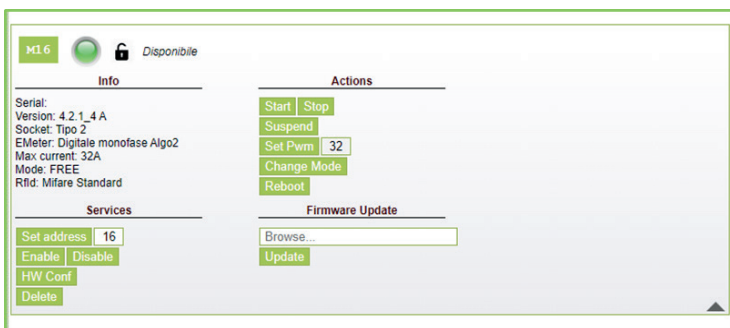 M16 Disponibile
Info
Serial:
Version: 4.2.1_4 A
Socket: Tipo 2
EMeter: Digitale monofase Algo2
Max current: 32A
Mode: FREE
RfId: Mifare Standard
Actions
Start Stop
Suspend
Set Pwm 32
Change Mode
Reboot
Services
Set address 16
Enable Disable
HW Conf
Delete
Firmware Update
Browse...
Update